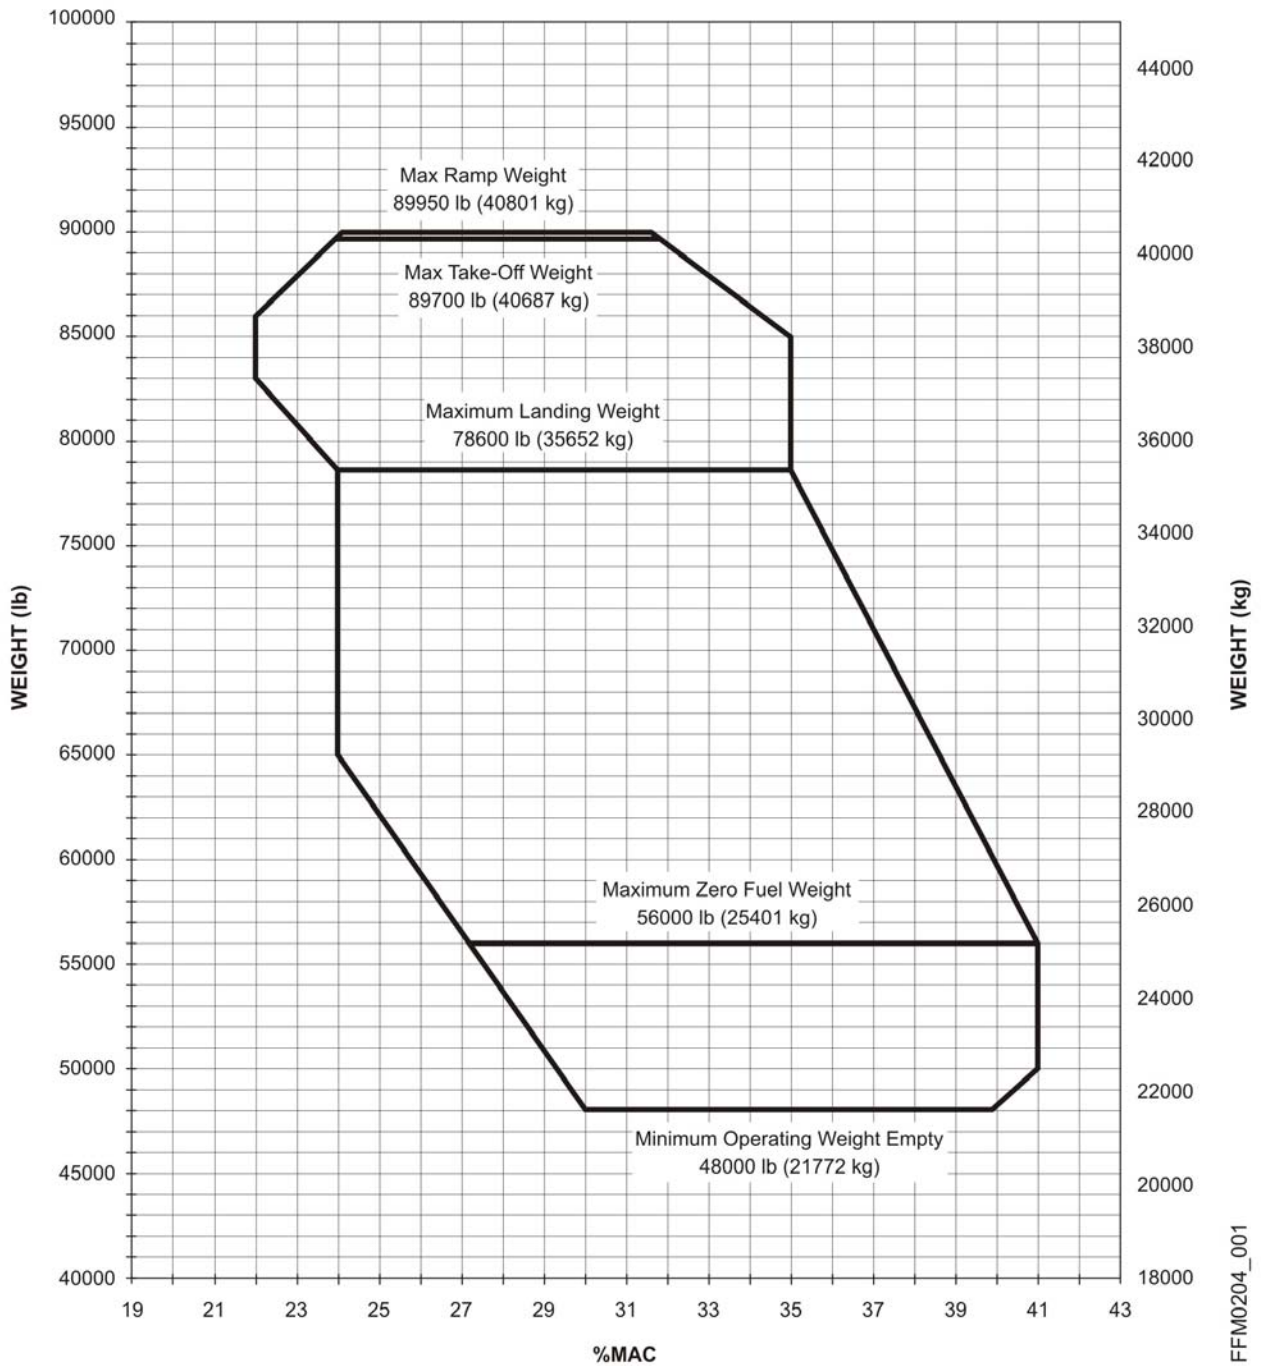 100000
95000
90000
85000
80000
75000
70000
65000
60000
55000
50000
45000
40000
WEIGHT (lb)
Max Ramp Weight
89950 lb (40801 kg)
Max Take-Off Weight
89700 lb (40687 kg)
Maximum Landing Weight
78600 lb (35652 kg)
Maximum Zero Fuel Weight
56000 lb (25401 kg)
Minimum Operating Weight Empty
48000 lb (21772 kg)
44000
42000
40000
38000
36000
34000
32000
30000
28000
26000
24000
22000
20000
18000
WEIGHT (kg)
19 21 23 25 27 29 31 33 35 37 39 41 43
%MAC
FFM0204_001